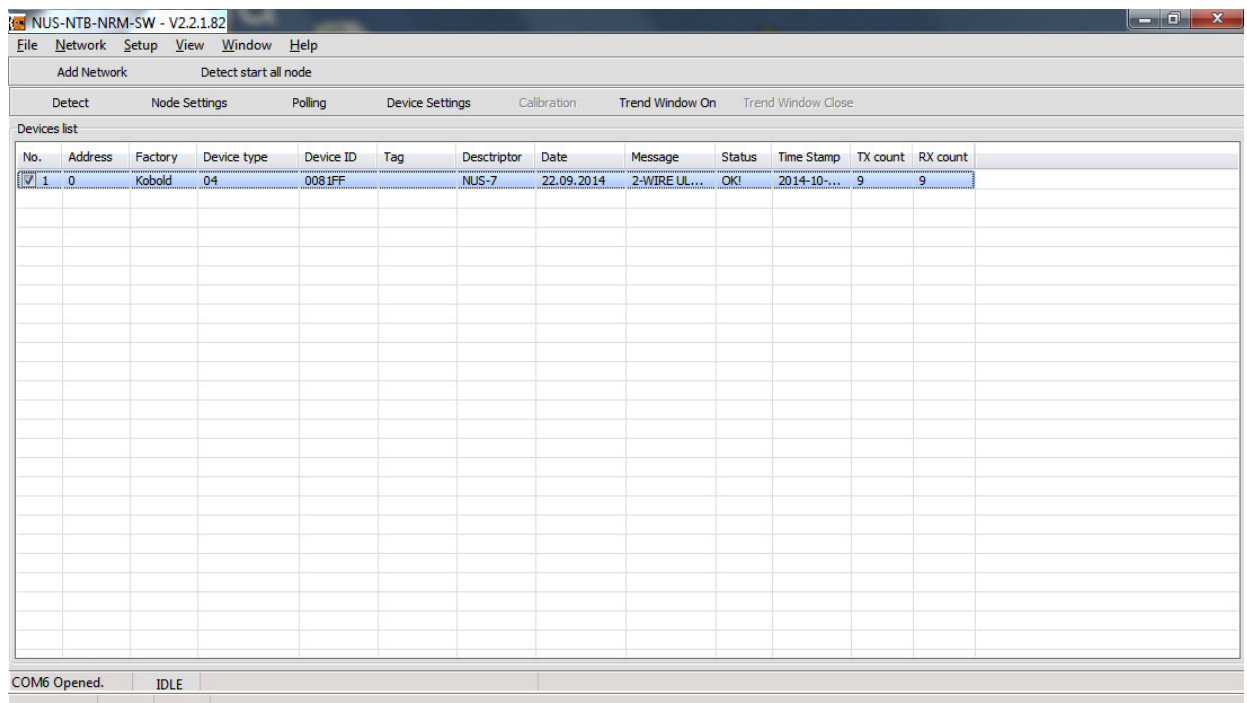 NUS-NTB-NRM-SW - V2.2.1.82
File Network Setup View Window Help
Add Network Detect start all node
Detect Node Settings Polling Device Settings Calibration Trend Window On Trend Window Close
Devices list
No. Address Factory Device type Device ID Tag Desctriptor Date Message Status Time Stamp TX count RX count
1 0 Kobold 04 0081FF NUS-7 22.09.2014 2-WIRE UL... OK! 2014-10-... 9 9
COM6 Opened. IDLE